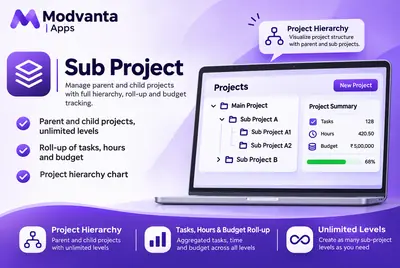 Modvanta
| Apps
Project Hierarchy
Visualize project structure
with parent and sub projects.
Sub Project
Manage parent and child projects
with full hierarchy, roll-up and budget
tracking.
Parent and child projects,
unlimited levels
Roll-up of tasks, hours
and budget
Project hierarchy chart
Projects
New Project
Main Project
Sub Project A
Sub Project A1
Sub Project A2
Sub Project B
Project Summary
Tasks 128
Hours 420.50
Budget ₹5,00,000
66%
Project Hierarchy
Parent and child projects
with unlimited levels
Tasks, Hours & Budget Roll-up
Aggregated tasks, time
and budget across all levels
Unlimited Levels
Create as many sub-project
levels as you need